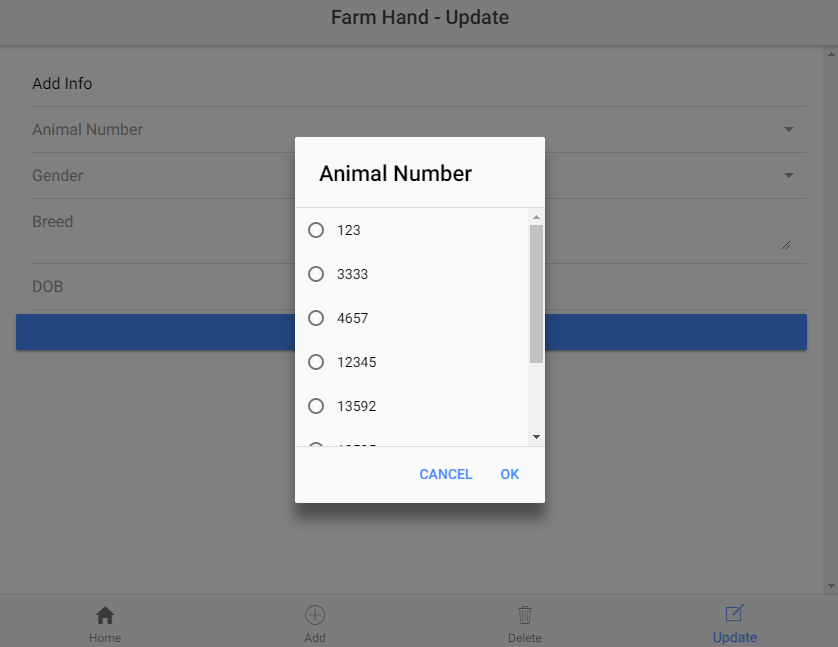 Farm Hand - Update
Add Info
Animal Number
Gender
Breed
DOB
Animal Number
123
3333
4657
12345
13592
CANCEL OK
Home Add Delete Update